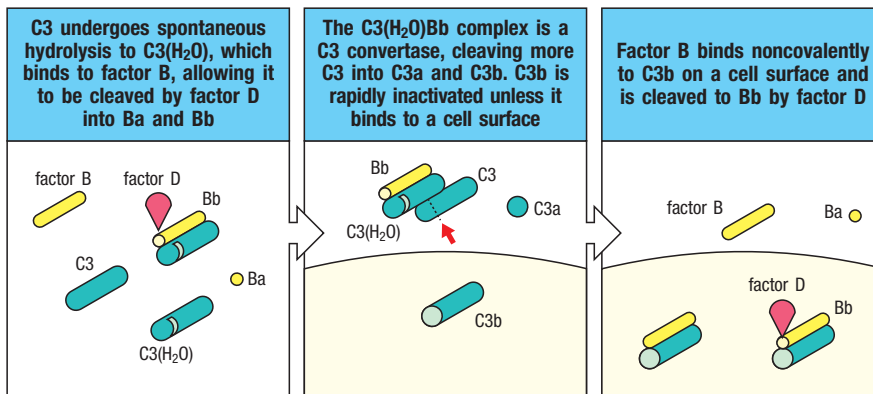 C3 undergoes spontaneous
hydrolysis to C3(H2O), which
binds to factor B, allowing it
to be cleaved by factor D
into Ba and Bb
The C3(H2O)Bb complex is a
C3 convertase, cleaving more
C3 into C3a and C3b. C3b is
rapidly inactivated unless it
binds to a cell surface
Factor B binds noncovalently
to C3b on a cell surface and
is cleaved to Bb by factor D
factor B
factor D
Bb
C3
Ba
C3(H2O)
Bb
C3
C3a
C3(H2O)
C3b
factor B
Ba
factor D
Bb